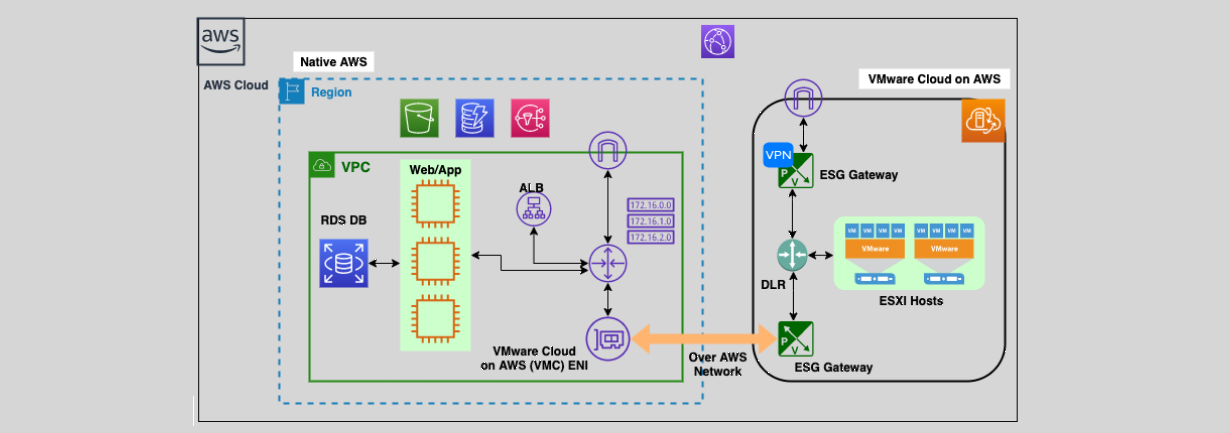 aws
AWS Cloud
Native AWS
Region
VPC
Web/App
ALB
RDS DB
172.16.0.0
172.16.1.0
172.16.2.0
VMware Cloud
on AWS (VMC) ENI
Over AWS
Network
VMware Cloud on AWS
VPN
P
V
ESG Gateway
DLR
VM VM VM VM
VMware
VM VM VM VM
VMware
ESXI Hosts
P
V
ESG Gateway